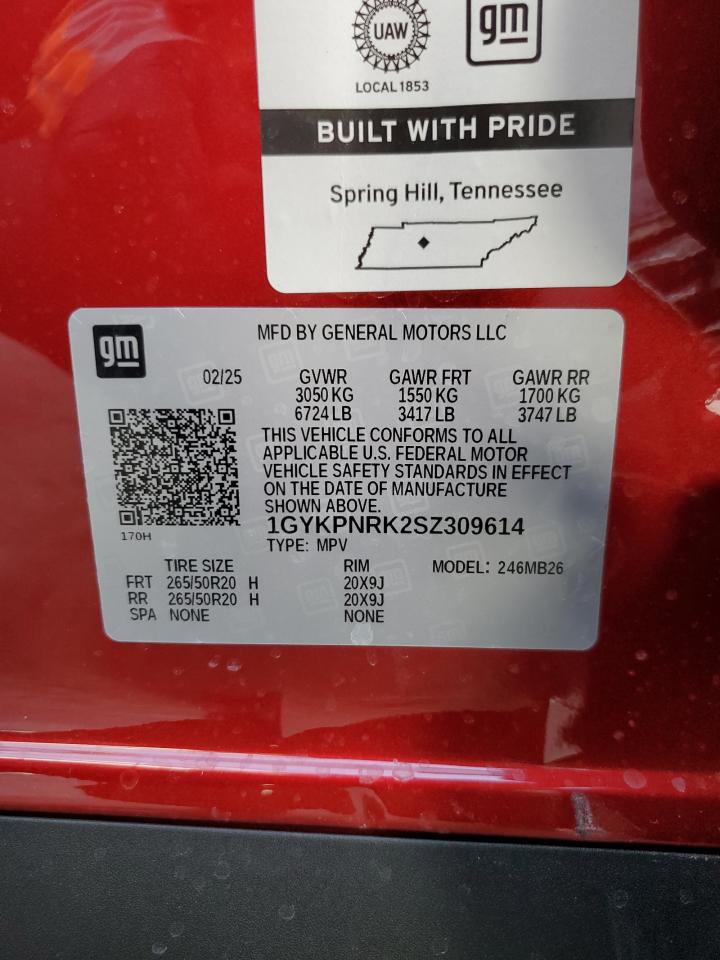 UAW
gm
LOCAL 1853
BUILT WITH PRIDE
Spring Hill, Tennessee
gm
MFD BY GENERAL MOTORS LLC
02/25 GVWR GAWR FRT GAWR RR
3050 KG 1550 KG 1700 KG
6724 LB 3417 LB 3747 LB
THIS VEHICLE CONFORMS TO ALL
APPLICABLE U.S. FEDERAL MOTOR
VEHICLE SAFETY STANDARDS IN EFFECT
ON THE DATE OF MANUFACTURE
SHOWN ABOVE.
170H
1GYKPNRK2SZ309614
TYPE: MPV
TIRE SIZE RIM MODEL: 246MB26
FRT 265/50R20 H 20X9J
RR 265/50R20 H 20X9J
SPA NONE NONE